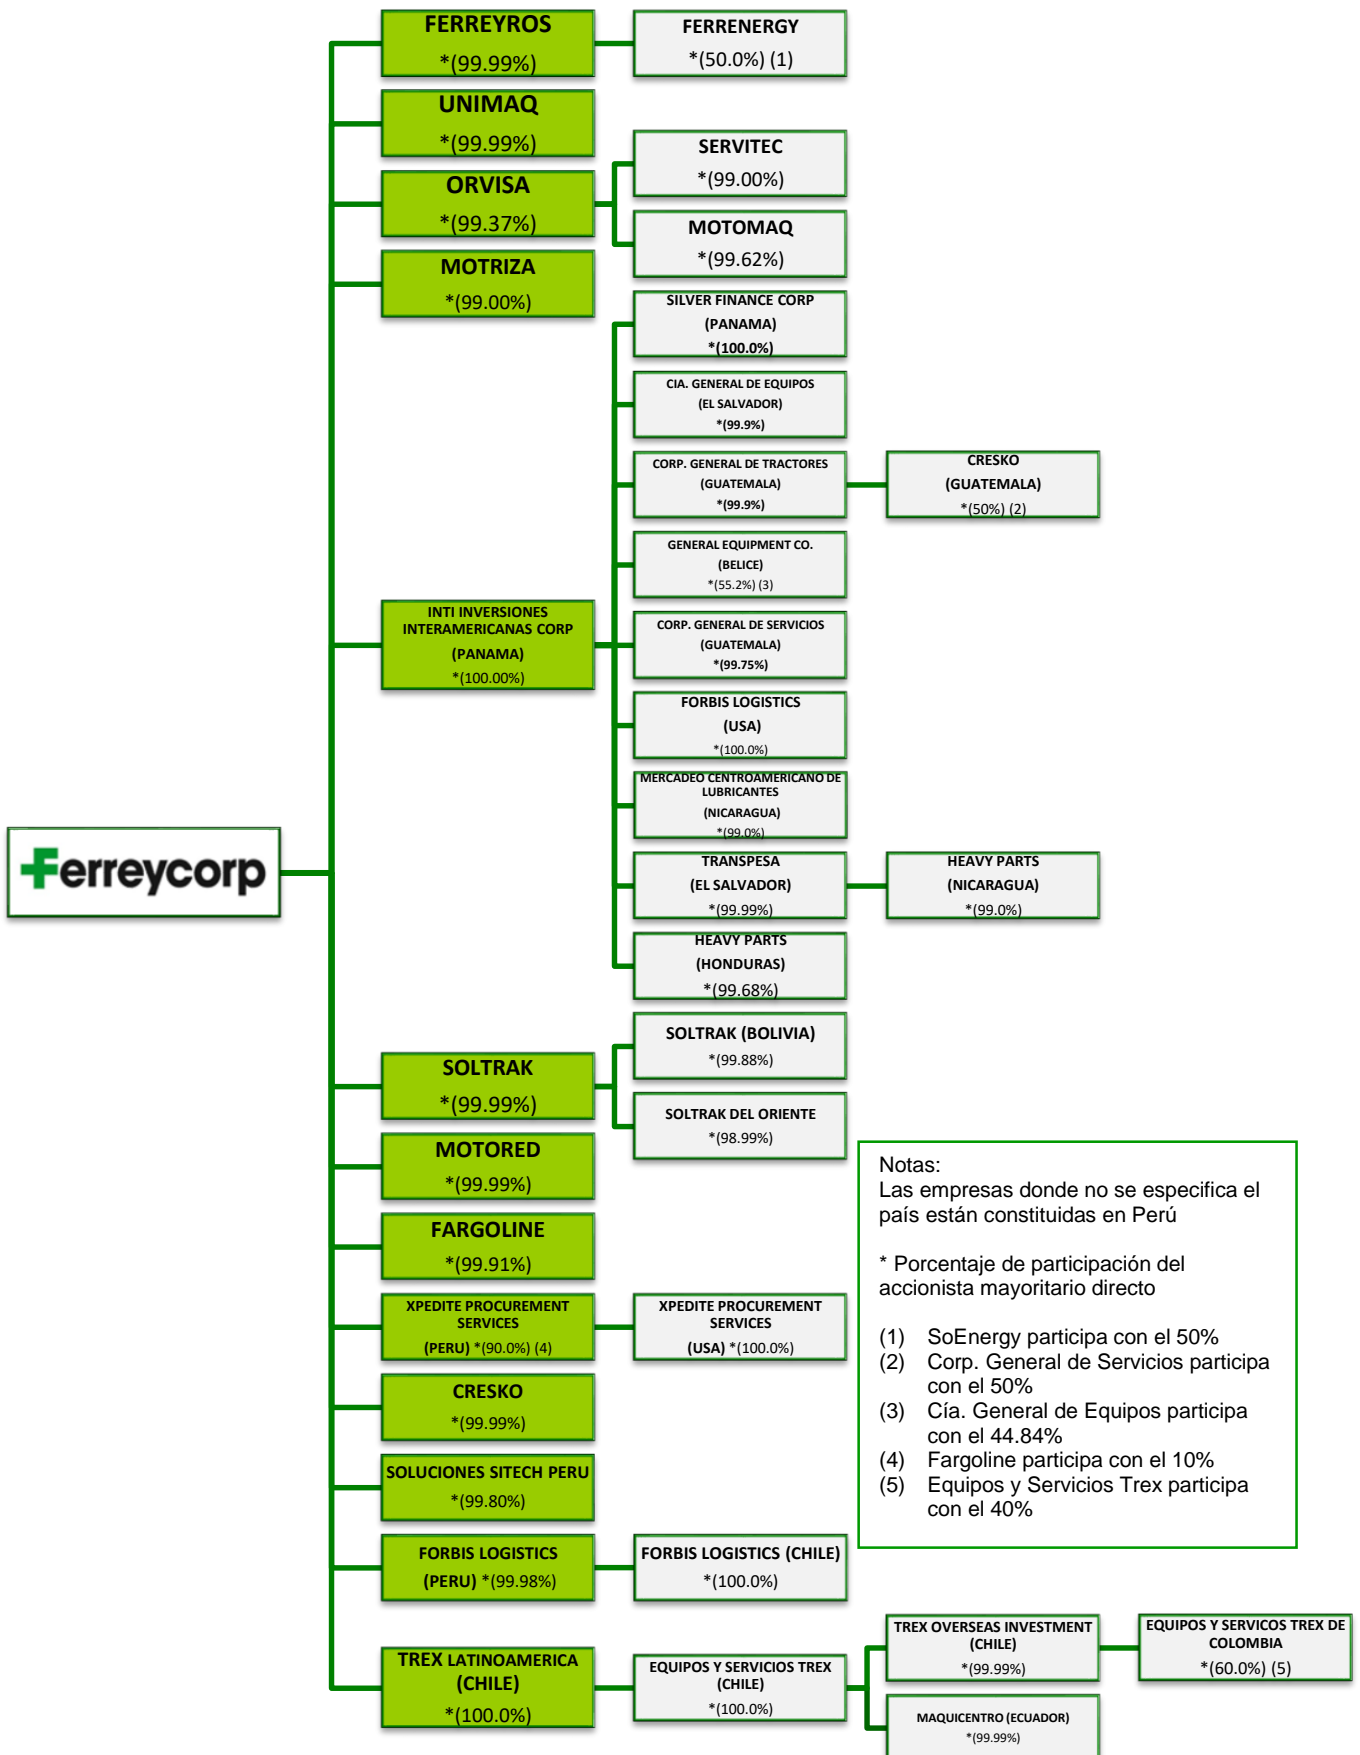 FERREYROS
*(99.99%)
FERRENERGY
*(50.0%) (1)
UNIMAQ
*(99.99%)
ORVISA
*(99.37%)
SERVITEC
*(99.00%)
MOTOMAQ
*(99.62%)
MOTRIZA
*(99.00%)
SILVER FINANCE CORP
(PANAMA)
*(100.0%)
CIA. GENERAL DE EQUIPOS
(EL SALVADOR)
*(99.9%)
CORP. GENERAL DE TRACTORES
(GUATEMALA)
*(99.9%)
CRESKO
(GUATEMALA)
*(50%) (2)
GENERAL EQUIPMENT CO.
(BELICE)
*(55.2%) (3)
INTI INVERSIONES
INTERAMERICANAS CORP
(PANAMA)
*(100.00%)
CORP. GENERAL DE SERVICIOS
(GUATEMALA)
*(99.75%)
FORBIS LOGISTICS
(USA)
*(100.0%)
MERCADEO CENTROAMERICANO DE
LUBRICANTES
(NICARAGUA)
*(99.0%)
Ferreycorp
TRANSPESA
(EL SALVADOR)
*(99.99%)
HEAVY PARTS
(NICARAGUA)
*(99.0%)
HEAVY PARTS
(HONDURAS)
*(99.68%)
SOLTRAK
*(99.99%)
SOLTRAK (BOLIVIA)
*(99.88%)
SOLTRAK DEL ORIENTE
*(98.99%)
MOTORED
*(99.99%)
FARGOLINE
*(99.91%)
XPEDITE PROCUREMENT
SERVICES
(PERU) *(90.0%) (4)
XPEDITE PROCUREMENT
SERVICES
(USA) *(100.0%)
CRESKO
*(99.99%)
SOLUCIONES SITECH PERU
*(99.80%)
FORBIS LOGISTICS
(PERU) *(99.98%)
FORBIS LOGISTICS (CHILE)
*(100.0%)
TREX LATINOAMERICA
(CHILE)
*(100.0%)
EQUIPOS Y SERVICIOS TREX
(CHILE)
*(100.0%)
TREX OVERSEAS INVESTMENT
(CHILE)
*(99.99%)
EQUIPOS Y SERVICOS TREX DE
COLOMBIA
*(60.0%) (5)
MAQUICENTRO (ECUADOR)
*(99.99%)
Notas:
Las empresas donde no se especifica el
país están constituidas en Perú
* Porcentaje de participación del
accionista mayoritario directo
(1) SoEnergy participa con el 50%
(2) Corp. General de Servicios participa
con el 50%
(3) Cía. General de Equipos participa
con el 44.84%
(4) Fargoline participa con el 10%
(5) Equipos y Servicios Trex participa
con el 40%